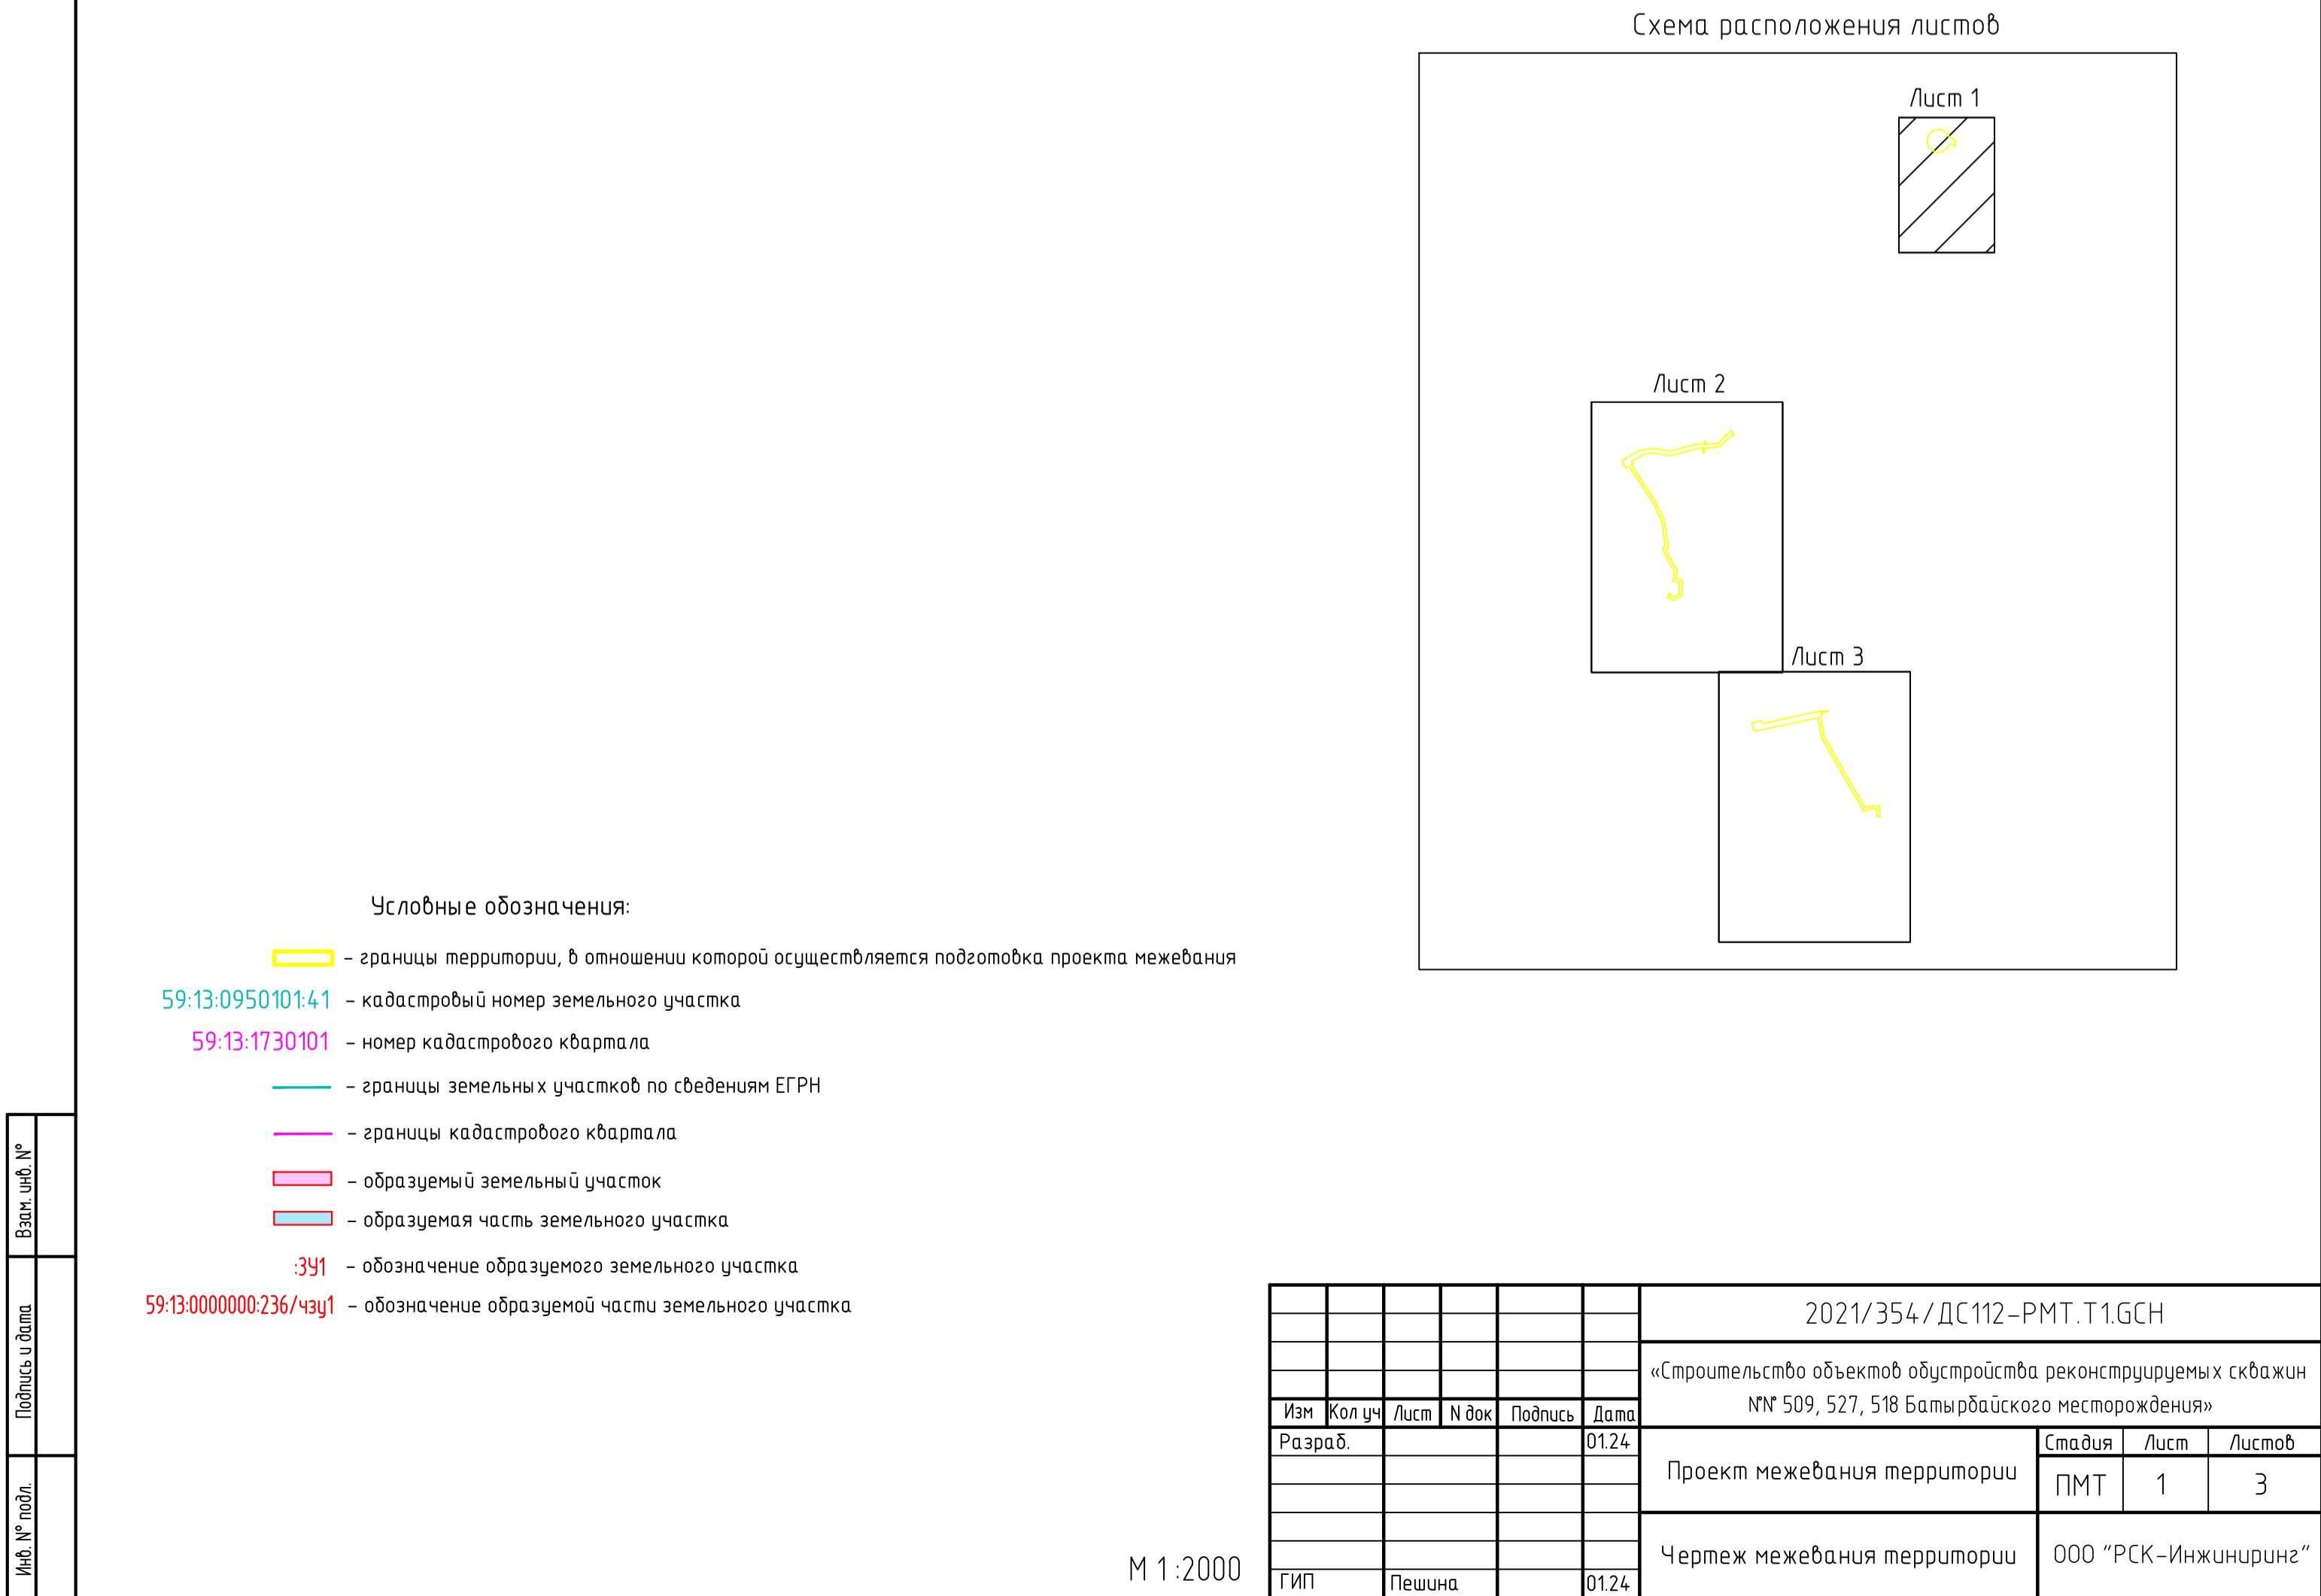 Схема расположения листов
Лист 1
Лист 2
Лист 3
Условные обозначения:
– границы территории, в отношении которой осуществляется подготовка проекта межевания
59:13:0950101:41 – кадастровый номер земельного участка
59:13:1730101 – номер кадастрового квартала
– границы земельных участков по сведениям ЕГРН
– границы кадастрового квартала
– образуемый земельный участок
– образуемая часть земельного участка
:ЗУ1 – обозначение образуемого земельного участка
59:13:0000000:236/чзу1 – обозначение образуемой части земельного участка
Взам. инв. N°
Подпись и дата
Инв. N° подл.
М 1:2000
2021/354/ДС112-PMT.T1.GCH
«Строительство объектов обустройства реконструируемых скважин
N°N° 509, 527, 518 Батырбайского месторождения»
Изм Кол уч Лист N док Подпись Дата
Разраб. 01.24
Проект межевания территории
Стадия Лист Листов
ПМТ 1 3
Чертеж межевания территории
ООО "РСК-Инжиниринг"
ГИП Пешина 01.24